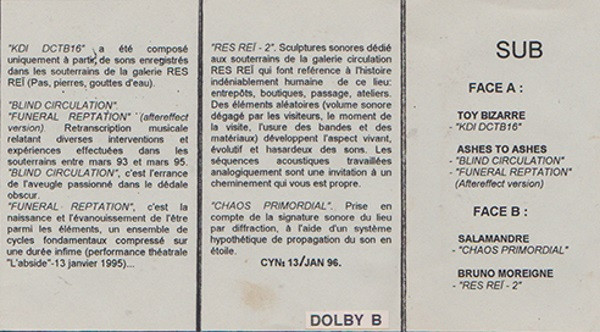 "KDI DCTB16" a été composé
uniquement à partir, de sons enregistrés
dans les souterrains de la galerie RES
REÏ (Pas, pierres, gouttes d'eau).
"BLIND CIRCULATION".
"FUNERAL REPTATION" (aftereffect
version). Retranscription musicale
relatant diverses interventions et
expériences effectuées dans les
souterrains entre mars 93 et mars 95.
"BLIND CIRCULATION", c'est l'errance
de l'aveugle passionné dans le dédale
obscur.
"FUNERAL REPTATION", c'est la
naissance et l'évanouissement de l'être
parmi les éléments, un ensemble de
cycles fondamentaux compressé sur
une durée infime (performance théatrale
"L'abside"-13 janvier 1995)...
"RES REÏ - 2". Sculptures sonores dédié
aux souterrains de la galerie circulation
RES REÏ qui font référence à l'histoire
indéniablement humaine de ce lieu:
entrepôts, boutiques, passage, ateliers.
Des éléments aléatoires (volume sonore
dégagé par les visiteurs, le moment de
la visite, l'usure des bandes et des
matériaux) développent l'aspect vivant,
évolutif et hasardeux des sons. Les
séquences acoustiques travaillées
analogiquement sont une invitation à un
cheminement qui vous est propre.
"CHAOS PRIMORDIAL". Prise en
compte de la signature sonore du lieu
par diffraction, à l'aide d'un système
hypothétique de propagation du son en
étoile.
CYN: 13/JAN 96.
DOLBY B
SUB
FACE A :
TOY BIZARRE
- "KDI DCTB16"
ASHES TO ASHES
- "BLIND CIRCULATION"
- "FUNERAL REPTATION"
(Aftereffect version)
FACE B :
SALAMANDRE
- "CHAOS PRIMORDIAL"
BRUNO MOREIGNE
- "RES REÏ - 2"